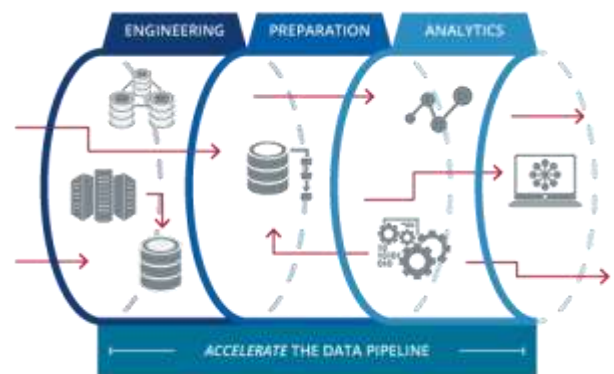 ENGINEERING
PREPARATION
ANALYTICS
ACCELERATE THE DATA PIPELINE